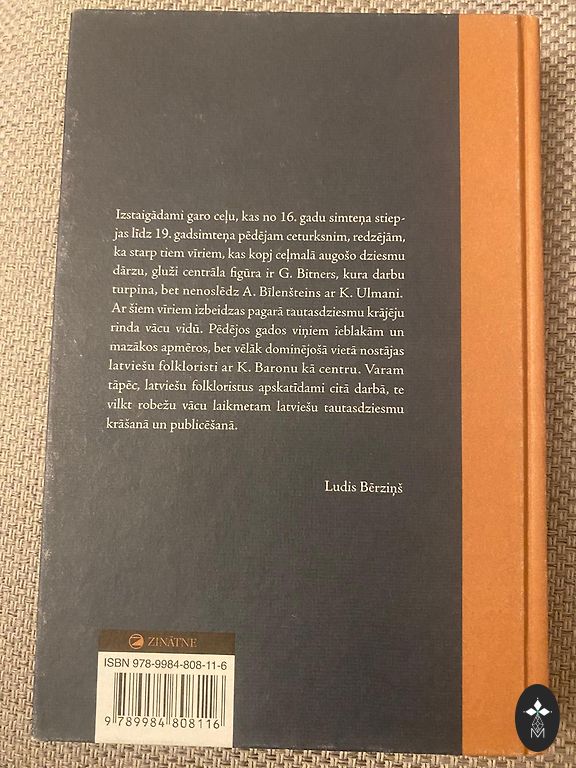 Izstaigādami garo ceļu, kas no 16. gadu simteņa stiep-
jas līdz 19. gadsimteņa pēdējam ceturksnim, redzējām,
ka starp tiem vīriem, kas kopj ceļmalā augošo dziesmu
dārzu, gluži centrāla figūra ir G. Bitners, kura darbu
turpina, bet nenoslēdz A. Bīlenšteins ar K. Ulmani.
Ar šiem vīriem izbeidzas pagarā tautasdziesmu krājēju
rinda vācu vidū. Pēdējos gados viņiem ieblakām un
mazākos apmēros, bet vēlāk dominējošā vietā nostājas
latviešu folkloristi ar K. Baronu kā centru. Varam
tāpēc, latviešu folkloristus apskatīdami citā darbā, te
vilkt robežu vācu laikmetam latviešu tautasdziesmu
krāšanā un publicēšanā.
Ludis Bērziņš
ZINĀTNE
ISBN 978-9984-808-11-6
9 789984 808116
M